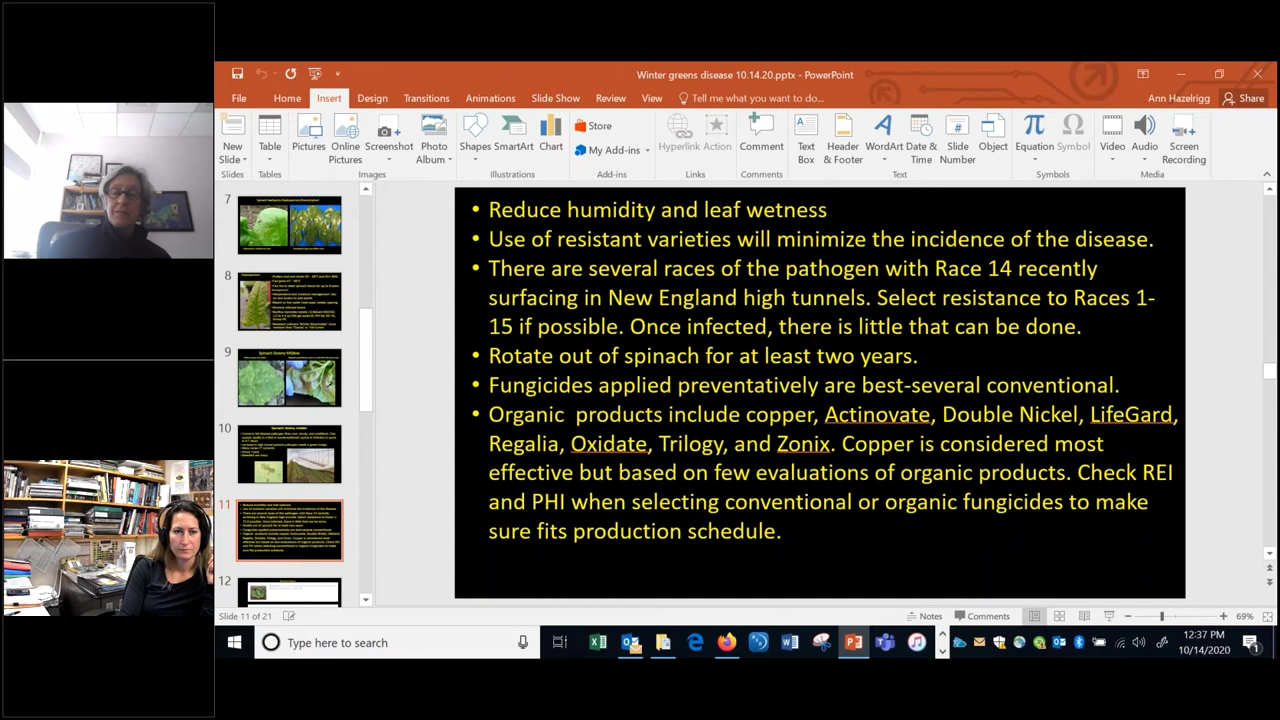 Winter greens disease 10.14.20.pptx - PowerPoint
File Home Insert Design Transitions Animations Slide Show Review View Tell me what you want to do... Ann Hazelrigg Share
New Slide
Table
Pictures
Online Pictures
Screenshot
Photo Album
Shapes
SmartArt
Chart
Store
My Add-ins
Hyperlink
Action
Comment
Text Box
Header & Footer
WordArt
Date & Time
Slide Number
Object
Equation
Symbol
Video
Audio
Screen Recording
Slides Tables Images Illustrations Add-ins Links Comments Text Symbols Media
7
8
9
Spinach Downy Mildew
10
Spinach downy mildew
11
12
• Reduce humidity and leaf wetness
• Use of resistant varieties will minimize the incidence of the disease.
• There are several races of the pathogen with Race 14 recently
surfacing in New England high tunnels. Select resistance to Races 1-
15 if possible. Once infected, there is little that can be done.
• Rotate out of spinach for at least two years.
• Fungicides applied preventatively are best-several conventional.
• Organic products include copper, Actinovate, Double Nickel, LifeGard,
Regalia, Oxidate, Trilogy, and Zonix. Copper is considered most
effective but based on few evaluations of organic products. Check REI
and PHI when selecting conventional or organic fungicides to make
sure fits production schedule.
Slide 11 of 21
Notes Comments 69%
Type here to search
12:37 PM
10/14/2020
1